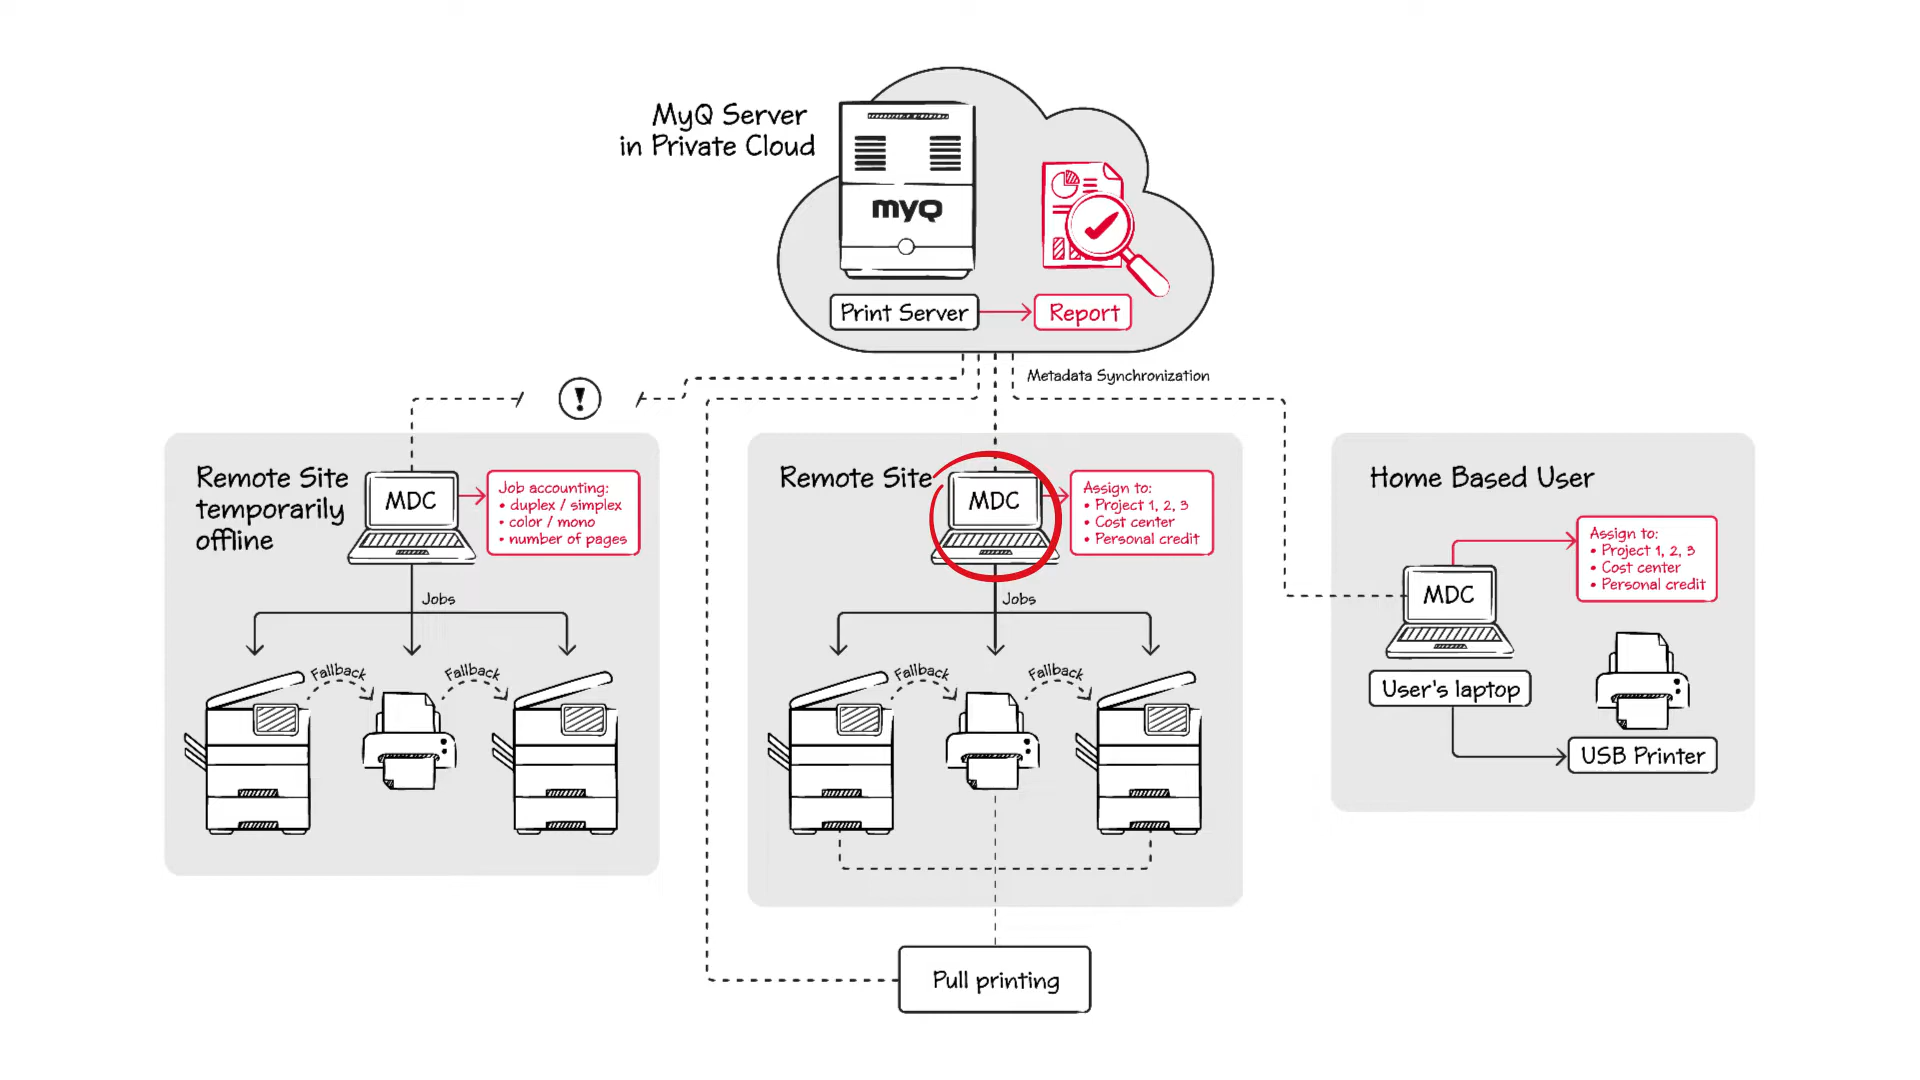 MyQ Server
in Private Cloud
myQ
Print Server
Report
Metadata Synchronization
!
Remote Site
temporarily
offline
MDC
Job accounting:
• duplex / simplex
• color / mono
• number of pages
Jobs
Fallback
Fallback
Remote Site
MDC
Assign to:
• Project 1, 2, 3
• Cost center
• Personal credit
Jobs
Fallback
Fallback
Home Based User
Assign to:
• Project 1, 2, 3
• Cost center
• Personal credit
MDC
User's laptop
USB Printer
Pull printing